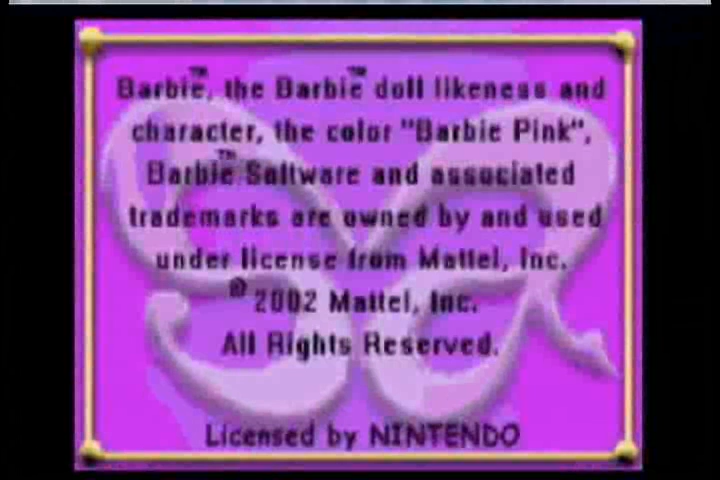 Barbie™, the Barbie™ doll likeness and
character, the color "Barbie Pink",
Barbie™ Software and associated
trademarks are owned by and used
under license from Mattel, Inc.
© 2002 Mattel, Inc.
All Rights Reserved.
Licensed by NINTENDO